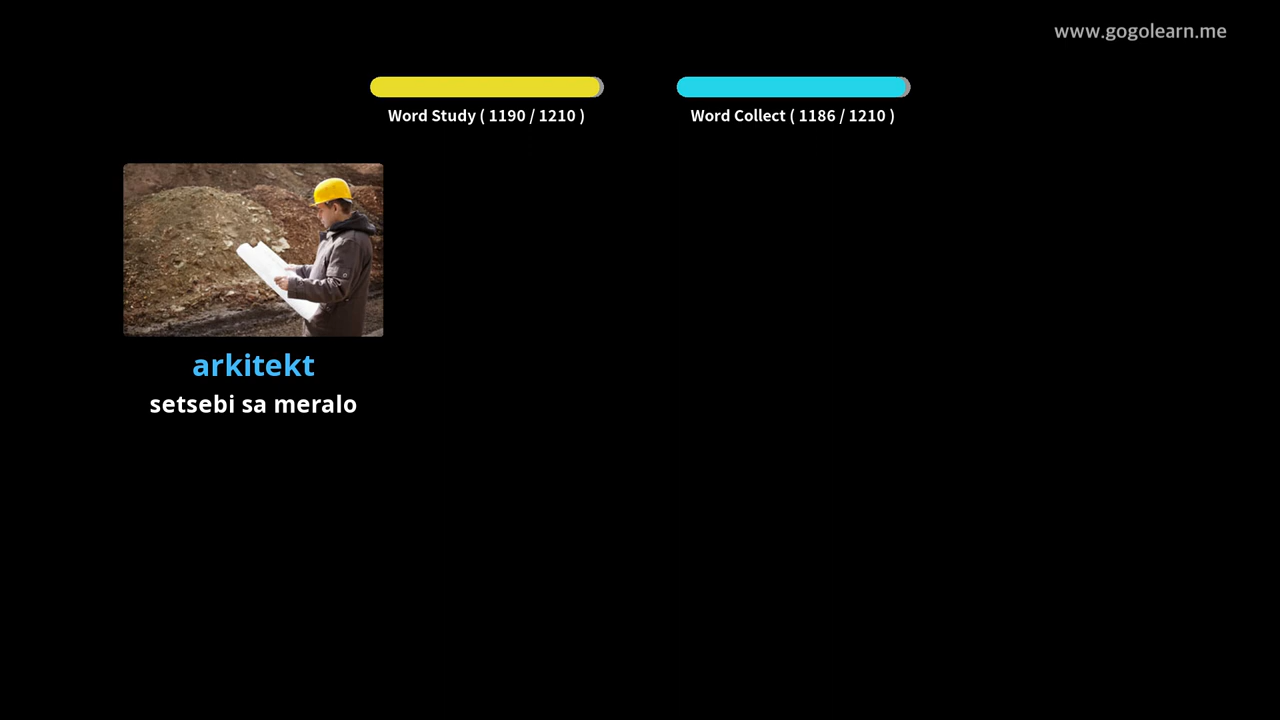 www.gogolearn.me
Word Study ( 1190 / 1210 )
Word Collect ( 1186 / 1210 )
arkitekt
setsebi sa meralo